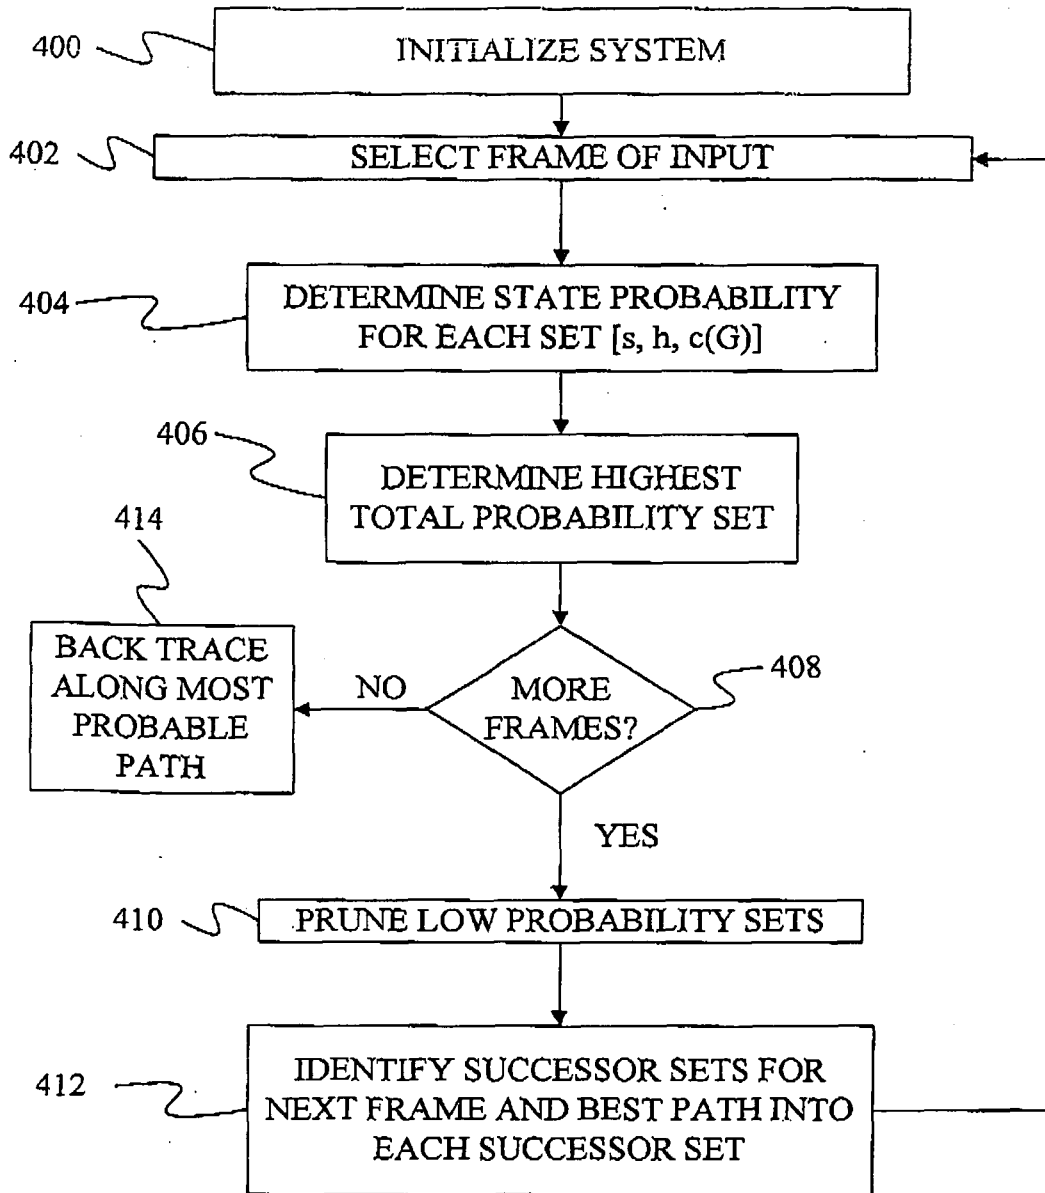 400
INITIALIZE SYSTEM
402
SELECT FRAME OF INPUT
404
DETERMINE STATE PROBABILITY
FOR EACH SET [s, h, c(G)]
406
DETERMINE HIGHEST
TOTAL PROBABILITY SET
414
BACK TRACE
ALONG MOST
PROBABLE
PATH
NO
MORE
FRAMES?
408
YES
410
PRUNE LOW PROBABILITY SETS
412
IDENTIFY SUCCESSOR SETS FOR
NEXT FRAME AND BEST PATH INTO
EACH SUCCESSOR SET